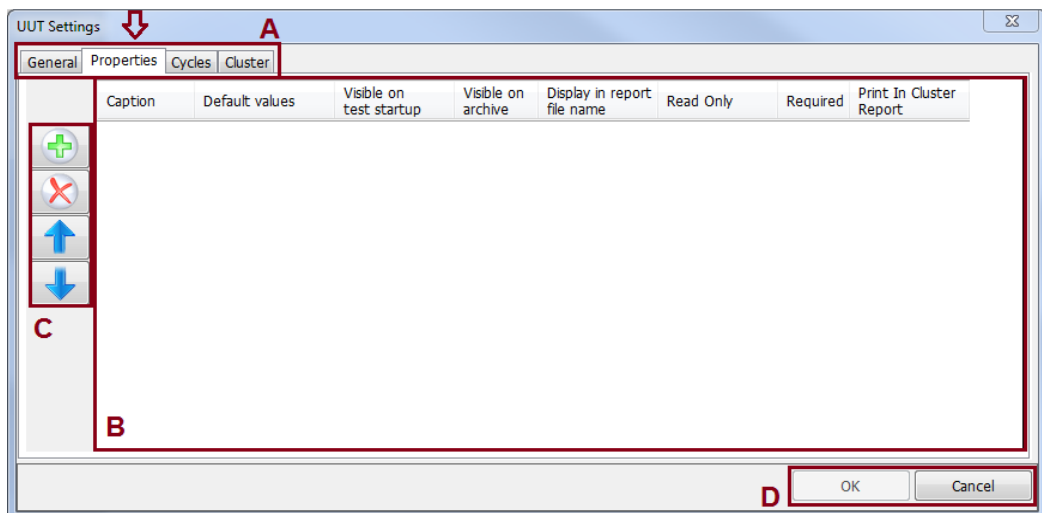 UUT Settings
A
General Properties Cycles Cluster
Caption Default values Visible on test startup Visible on archive Display in report file name Read Only Required Print In Cluster Report
C
B
D
OK Cancel